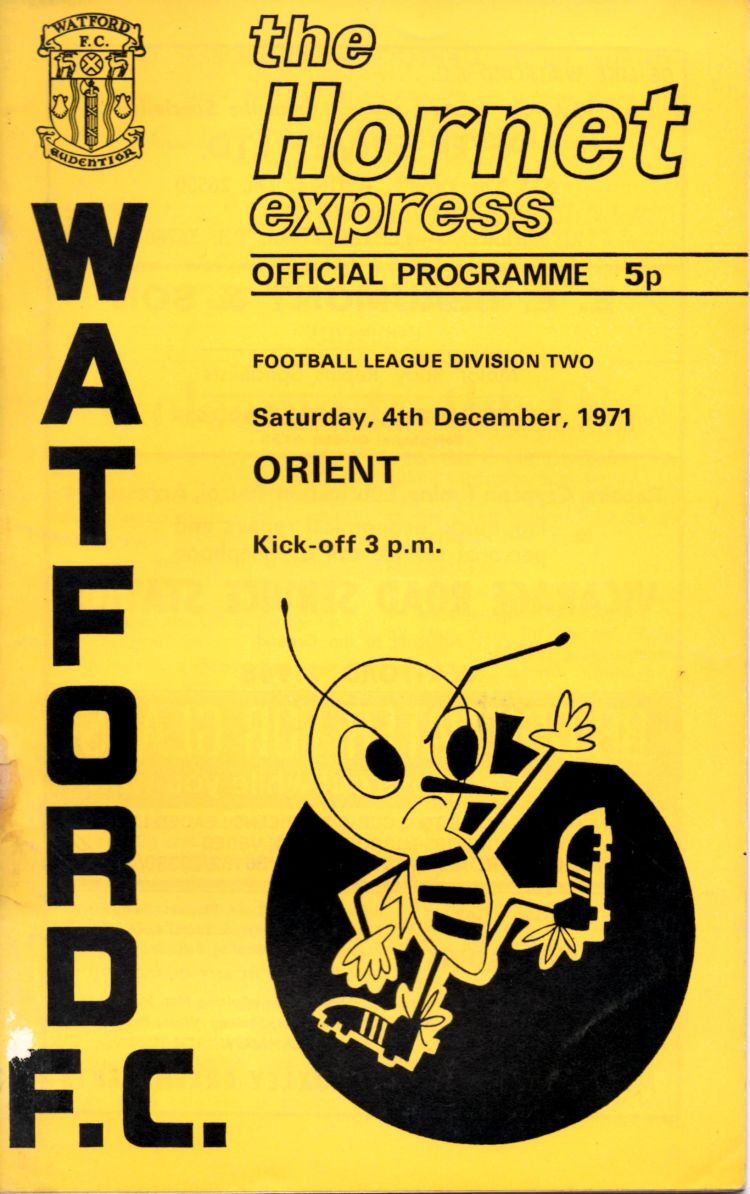 WATFORD
F.C.
AUDENTIOR
the
Hornet
express
OFFICIAL PROGRAMME 5p
FOOTBALL LEAGUE DIVISION TWO
Saturday, 4th December, 1971
ORIENT
Kick-off 3 p.m.
WATFORD
F.C.